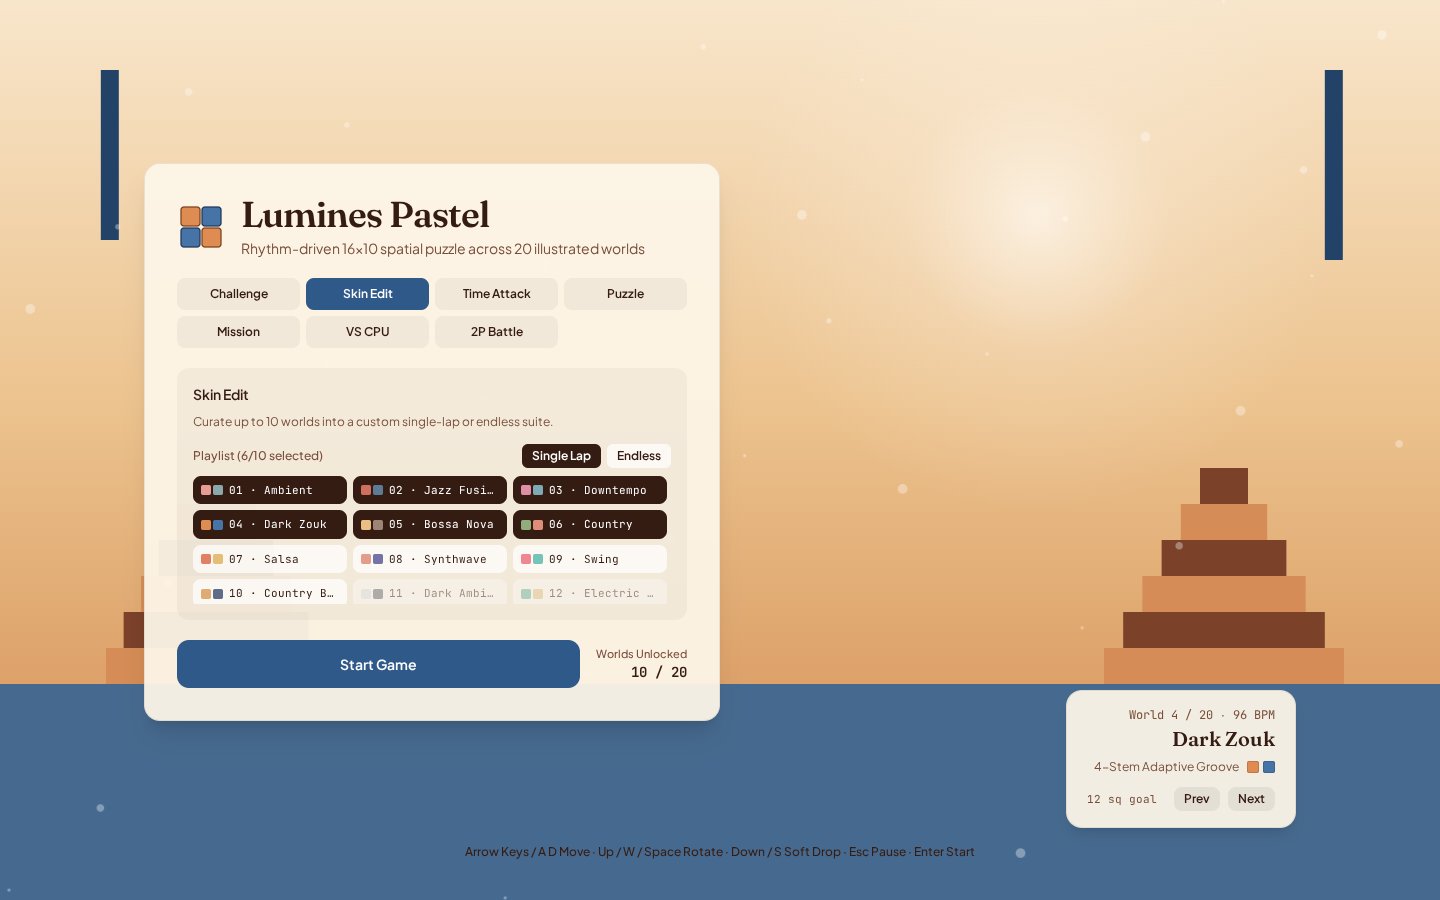 Lumines Pastel
Rhythm-driven 16×10 spatial puzzle across 20 illustrated worlds
Challenge
Skin Edit
Time Attack
Puzzle
Mission
VS CPU
2P Battle
Skin Edit
Curate up to 10 worlds into a custom single-lap or endless suite.
Playlist (6/10 selected)
Single Lap
Endless
01 · Ambient
02 · Jazz Fusi…
03 · Downtempo
04 · Dark Zouk
05 · Bossa Nova
06 · Country
07 · Salsa
08 · Synthwave
09 · Swing
10 · Country B…
11 · Dark Ambi…
12 · Electric …
Start Game
Worlds Unlocked
10 / 20
World 4 / 20 · 96 BPM
Dark Zouk
4-Stem Adaptive Groove
12 sq goal
Prev
Next
Arrow Keys / A D Move · Up / W / Space Rotate · Down / S Soft Drop · Esc Pause · Enter Start